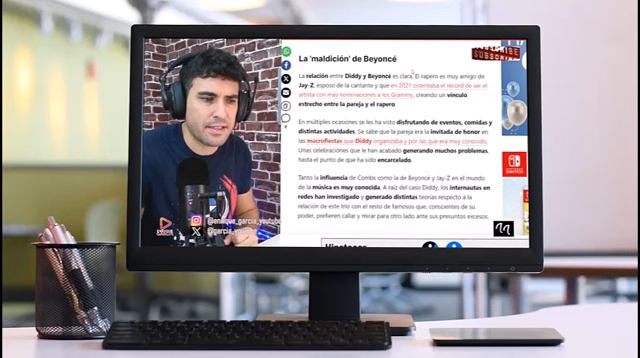 SUBSCRIBE
La 'maldición' de Beyoncé
La relación entre Diddy y Beyoncé es clara. El rapero es muy amigo de
Jay-Z, esposo de la cantante y que en 2021 ostentaba el récord de ser el
artista con más nominaciones a los Grammy, creando un vínculo
estrecho entre la pareja y el rapero.
En múltiples ocasiones se les ha visto disfrutando de eventos, comidas y
distintas actividades. Se sabe que la pareja era la invitada de honor en
las macrofiestas que Diddy organizaba y por las que era muy conocido.
Unas celebraciones que le han acabado generando muchos problemas,
hasta el punto de que ha sido encarcelado.
Tanto la influencia de Combs como la de Beyoncé y Jay-Z en el mundo
de la música es muy conocida. A raíz del caso Diddy, los internautas en
redes han investigado y generado distintas teorías respecto a la
relación de este trío con el resto de famosos que, conscientes de su
poder, prefieren callar y mirar para otro lado ante sus presuntos excesos.
@enrique_garcia_youtube
SWITCH